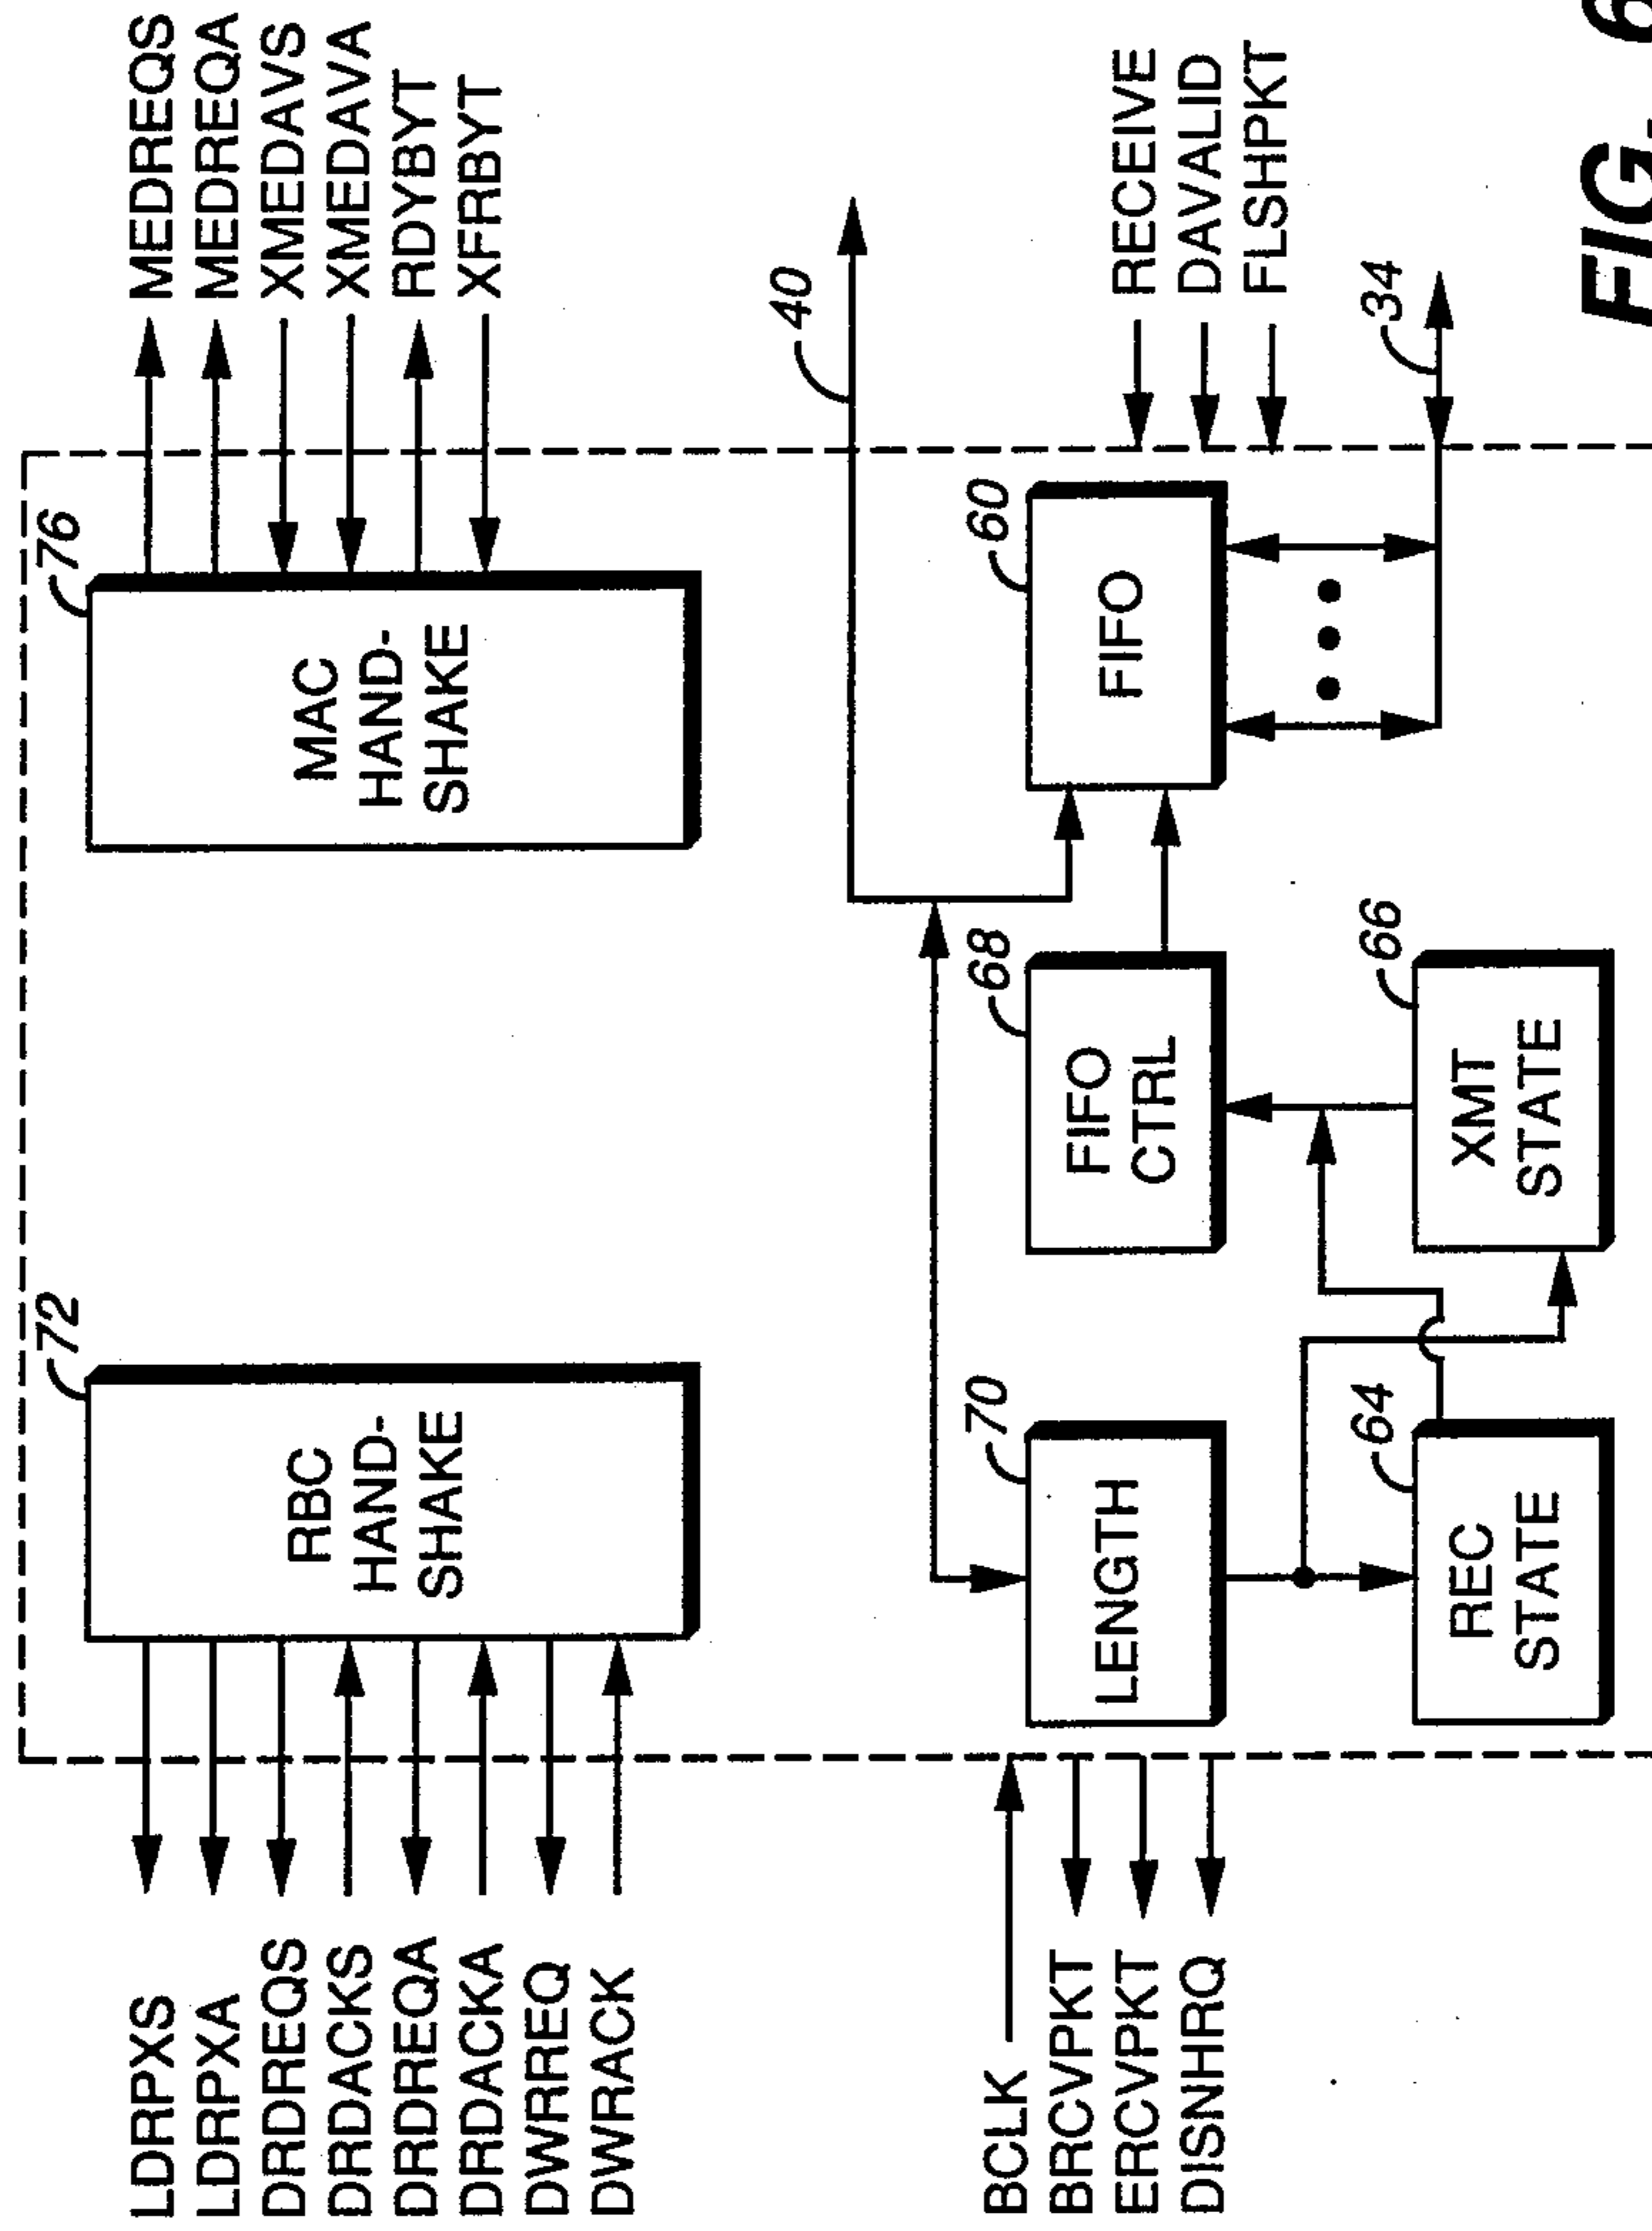 LDRPXS
LDRPXA
DRDREQS
DRDACKS
DRDREQA
DRDACKA
DWRREQ
DWRACK
72
RBC
HAND-
SHAKE
76
MAC
HAND-
SHAKE
MEDREQS
MEDREQA
XMEDAVS
XMEDAVA
RDYBYT
XFRBYT
40
BCLK
BRCVPKT
ERCVPKT
DISNHRQ
70
LENGTH
68
FIFO
CTRL
60
FIFO
RECEIVE
DAVALID
FLSHPKT
64
REC
STATE
66
XMT
STATE
34
FIG. 6